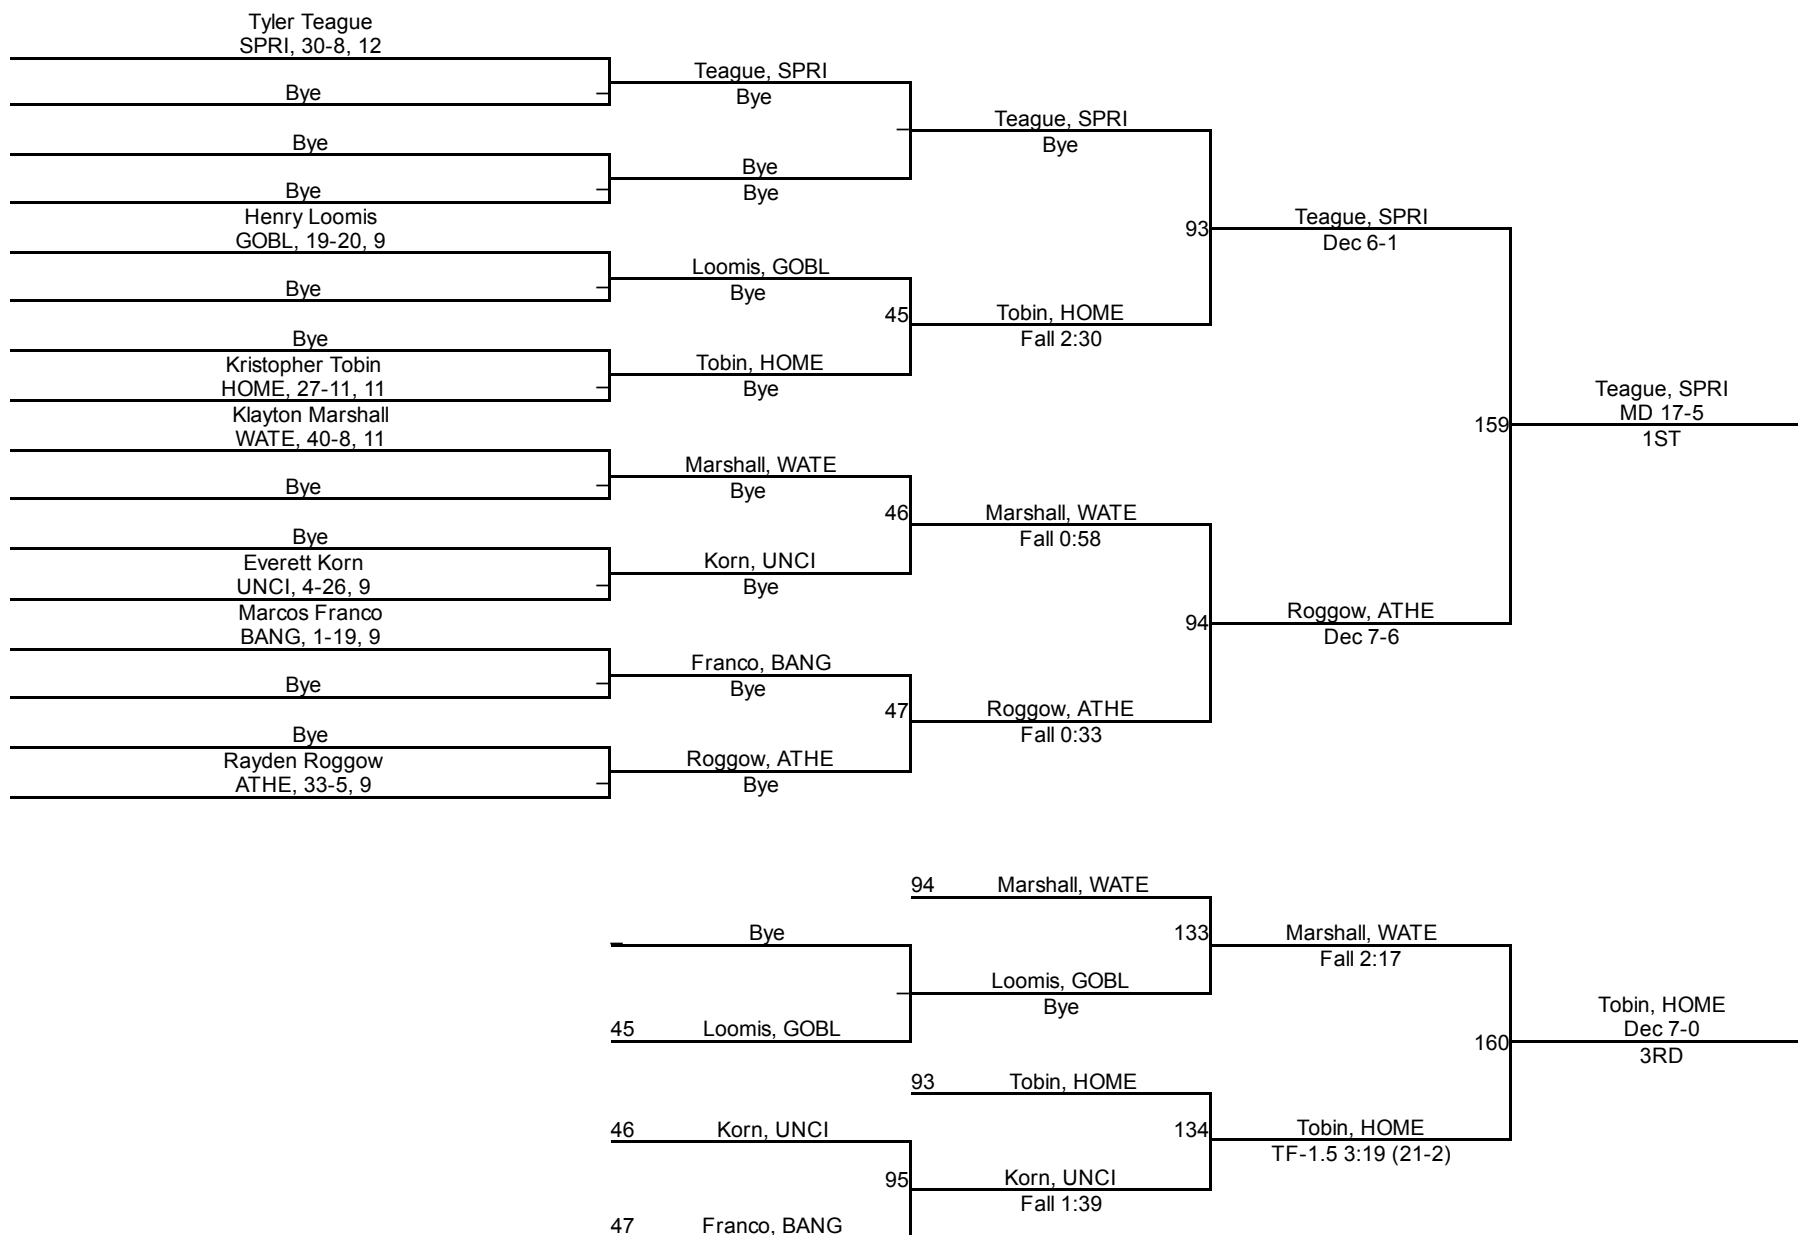 Tyler Teague
SPRI, 30-8, 12
Bye
Bye
Bye
Henry Loomis
GOBL, 19-20, 9
Bye
Bye
Kristopher Tobin
HOME, 27-11, 11
Klayton Marshall
WATE, 40-8, 11
Bye
Bye
Everett Korn
UNCI, 4-26, 9
Marcos Franco
BANG, 1-19, 9
Bye
Bye
Rayden Roggow
ATHE, 33-5, 9
Teague, SPRI
Bye
Bye
Bye
Loomis, GOBL
Bye
Tobin, HOME
Bye
Marshall, WATE
Bye
Korn, UNCI
Bye
Franco, BANG
Bye
Roggow, ATHE
Bye
Teague, SPRI
Bye
45
Tobin, HOME
Fall 2:30
46
Marshall, WATE
Fall 0:58
47
Roggow, ATHE
Fall 0:33
93
Teague, SPRI
Dec 6-1
94
Roggow, ATHE
Dec 7-6
159
Teague, SPRI
MD 17-5
1ST
Bye
45 Loomis, GOBL
46 Korn, UNCI
47 Franco, BANG
94 Marshall, WATE
Loomis, GOBL
Bye
93 Tobin, HOME
95
Korn, UNCI
Fall 1:39
133
Marshall, WATE
Fall 2:17
134
Tobin, HOME
TF-1.5 3:19 (21-2)
160
Tobin, HOME
Dec 7-0
3RD